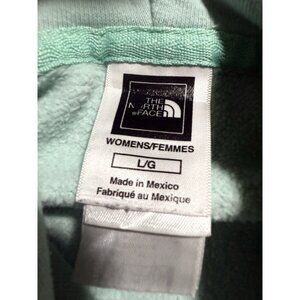 THE
NORTH
FACE
WOMENS/FEMMES
L/G
Made in Mexico
Fabriqué au Mexique